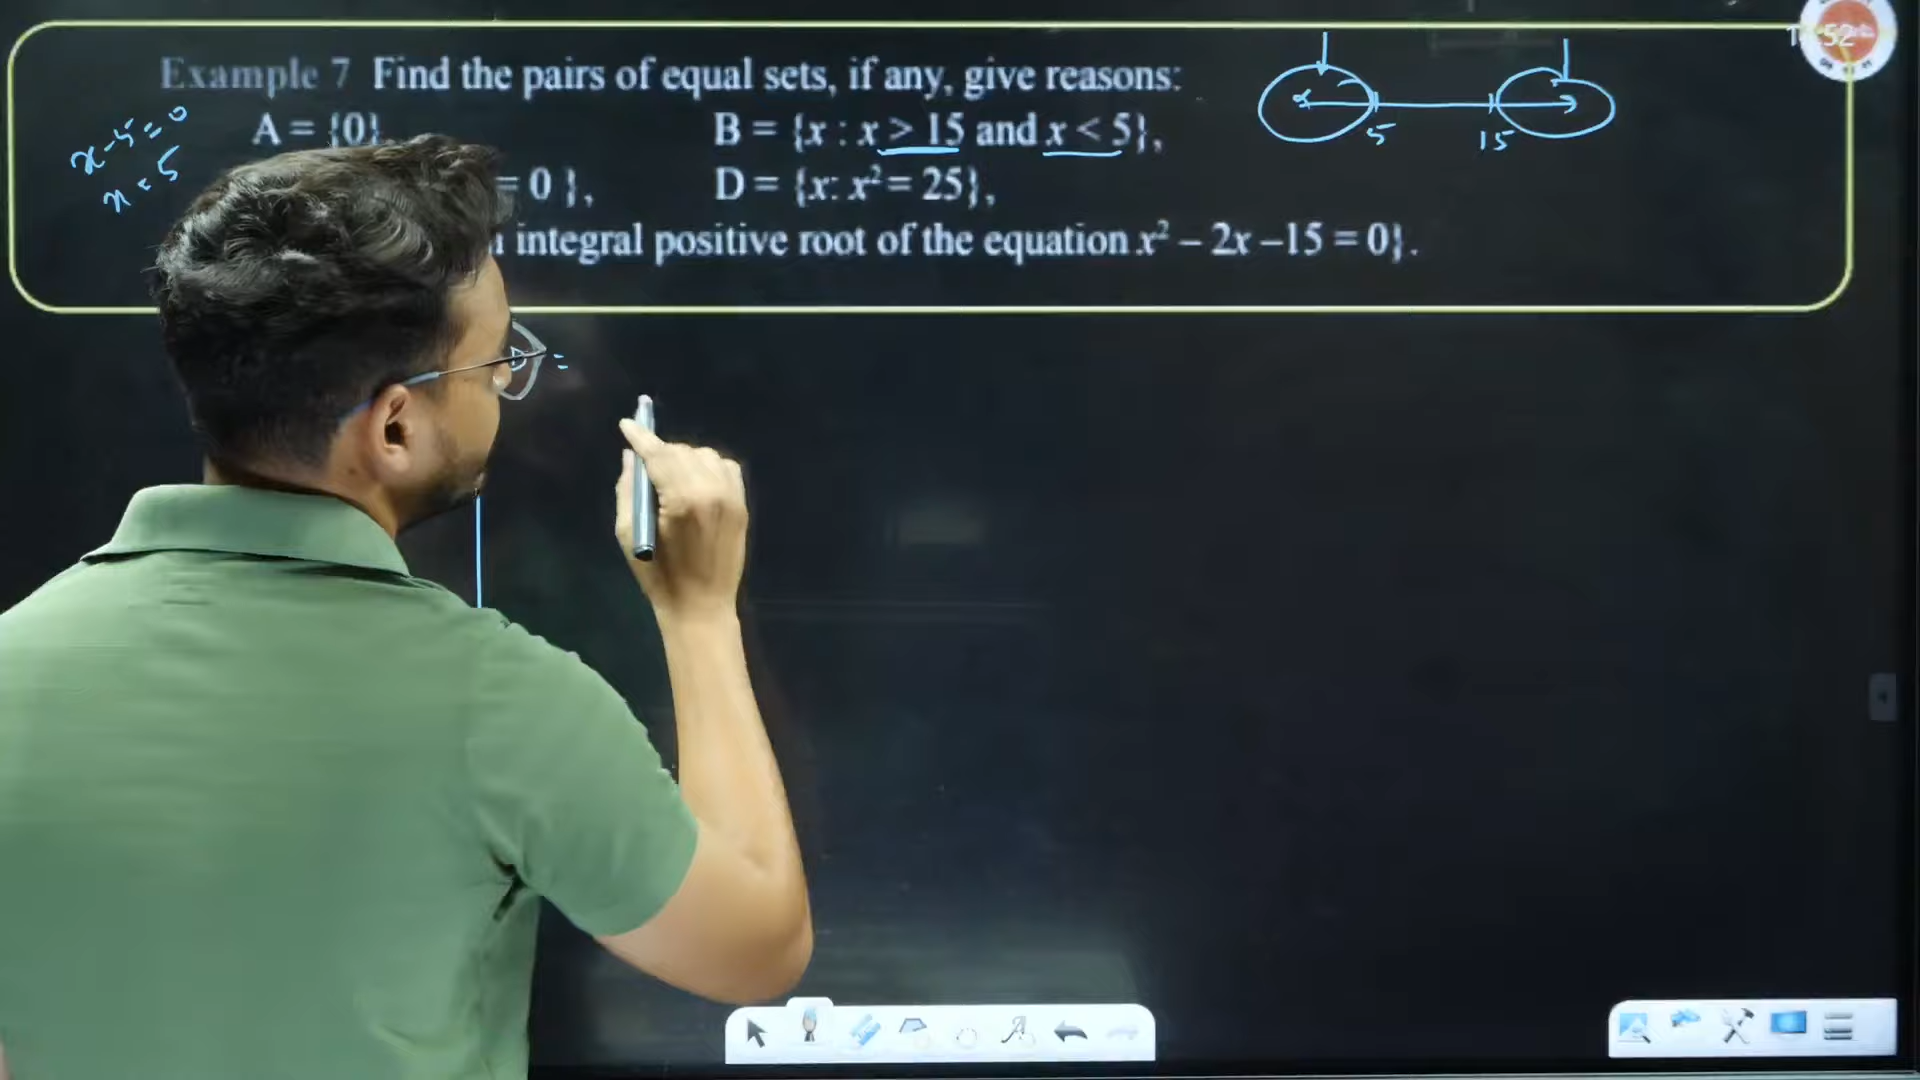 Example 7 Find the pairs of equal sets, if any, give reasons:
A = {0}
B = {x : x > 15 and x < 5},
= 0 },
D = {x: x² = 25},
integral positive root of the equation x² – 2x –15 = 0}.
x-5=0
x = 5
5
15
D =
:52